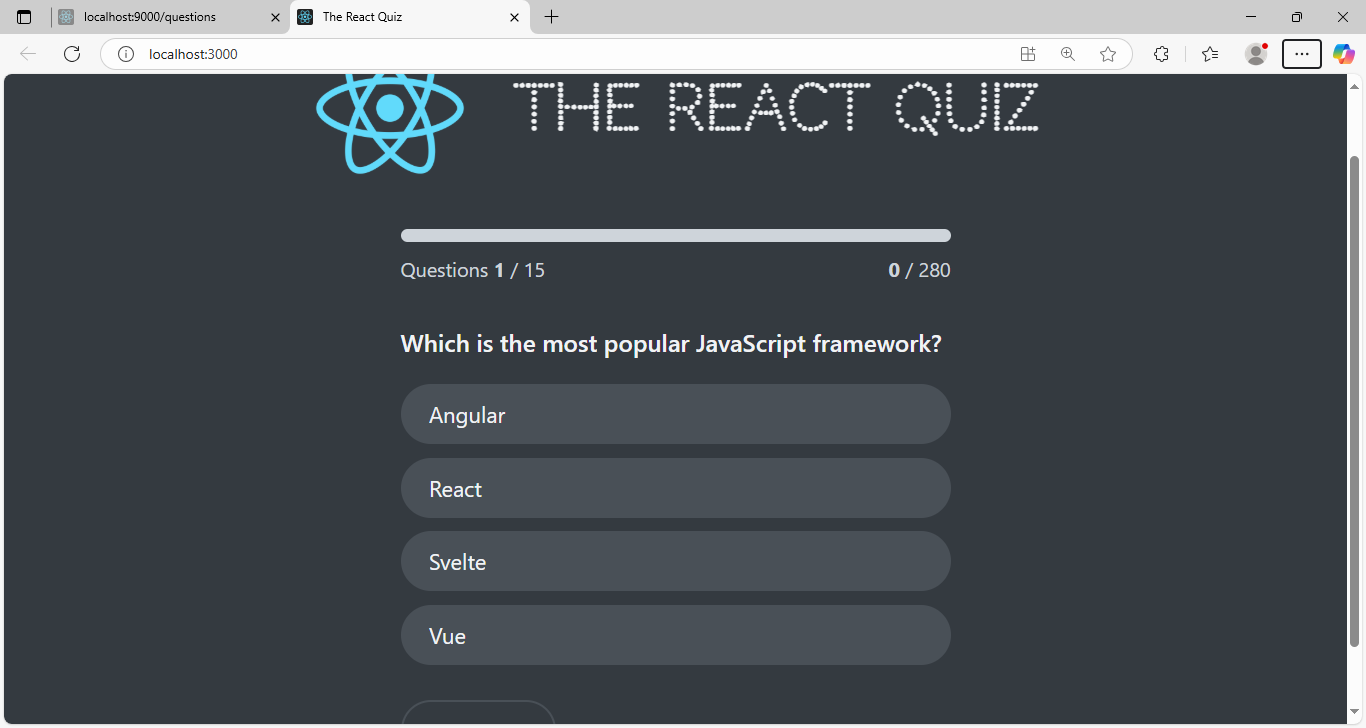 localhost:9000/questions
The React Quiz
localhost:3000
THE REACT QUIZ
Questions 1 / 15
0 / 280
Which is the most popular JavaScript framework?
Angular
React
Svelte
Vue